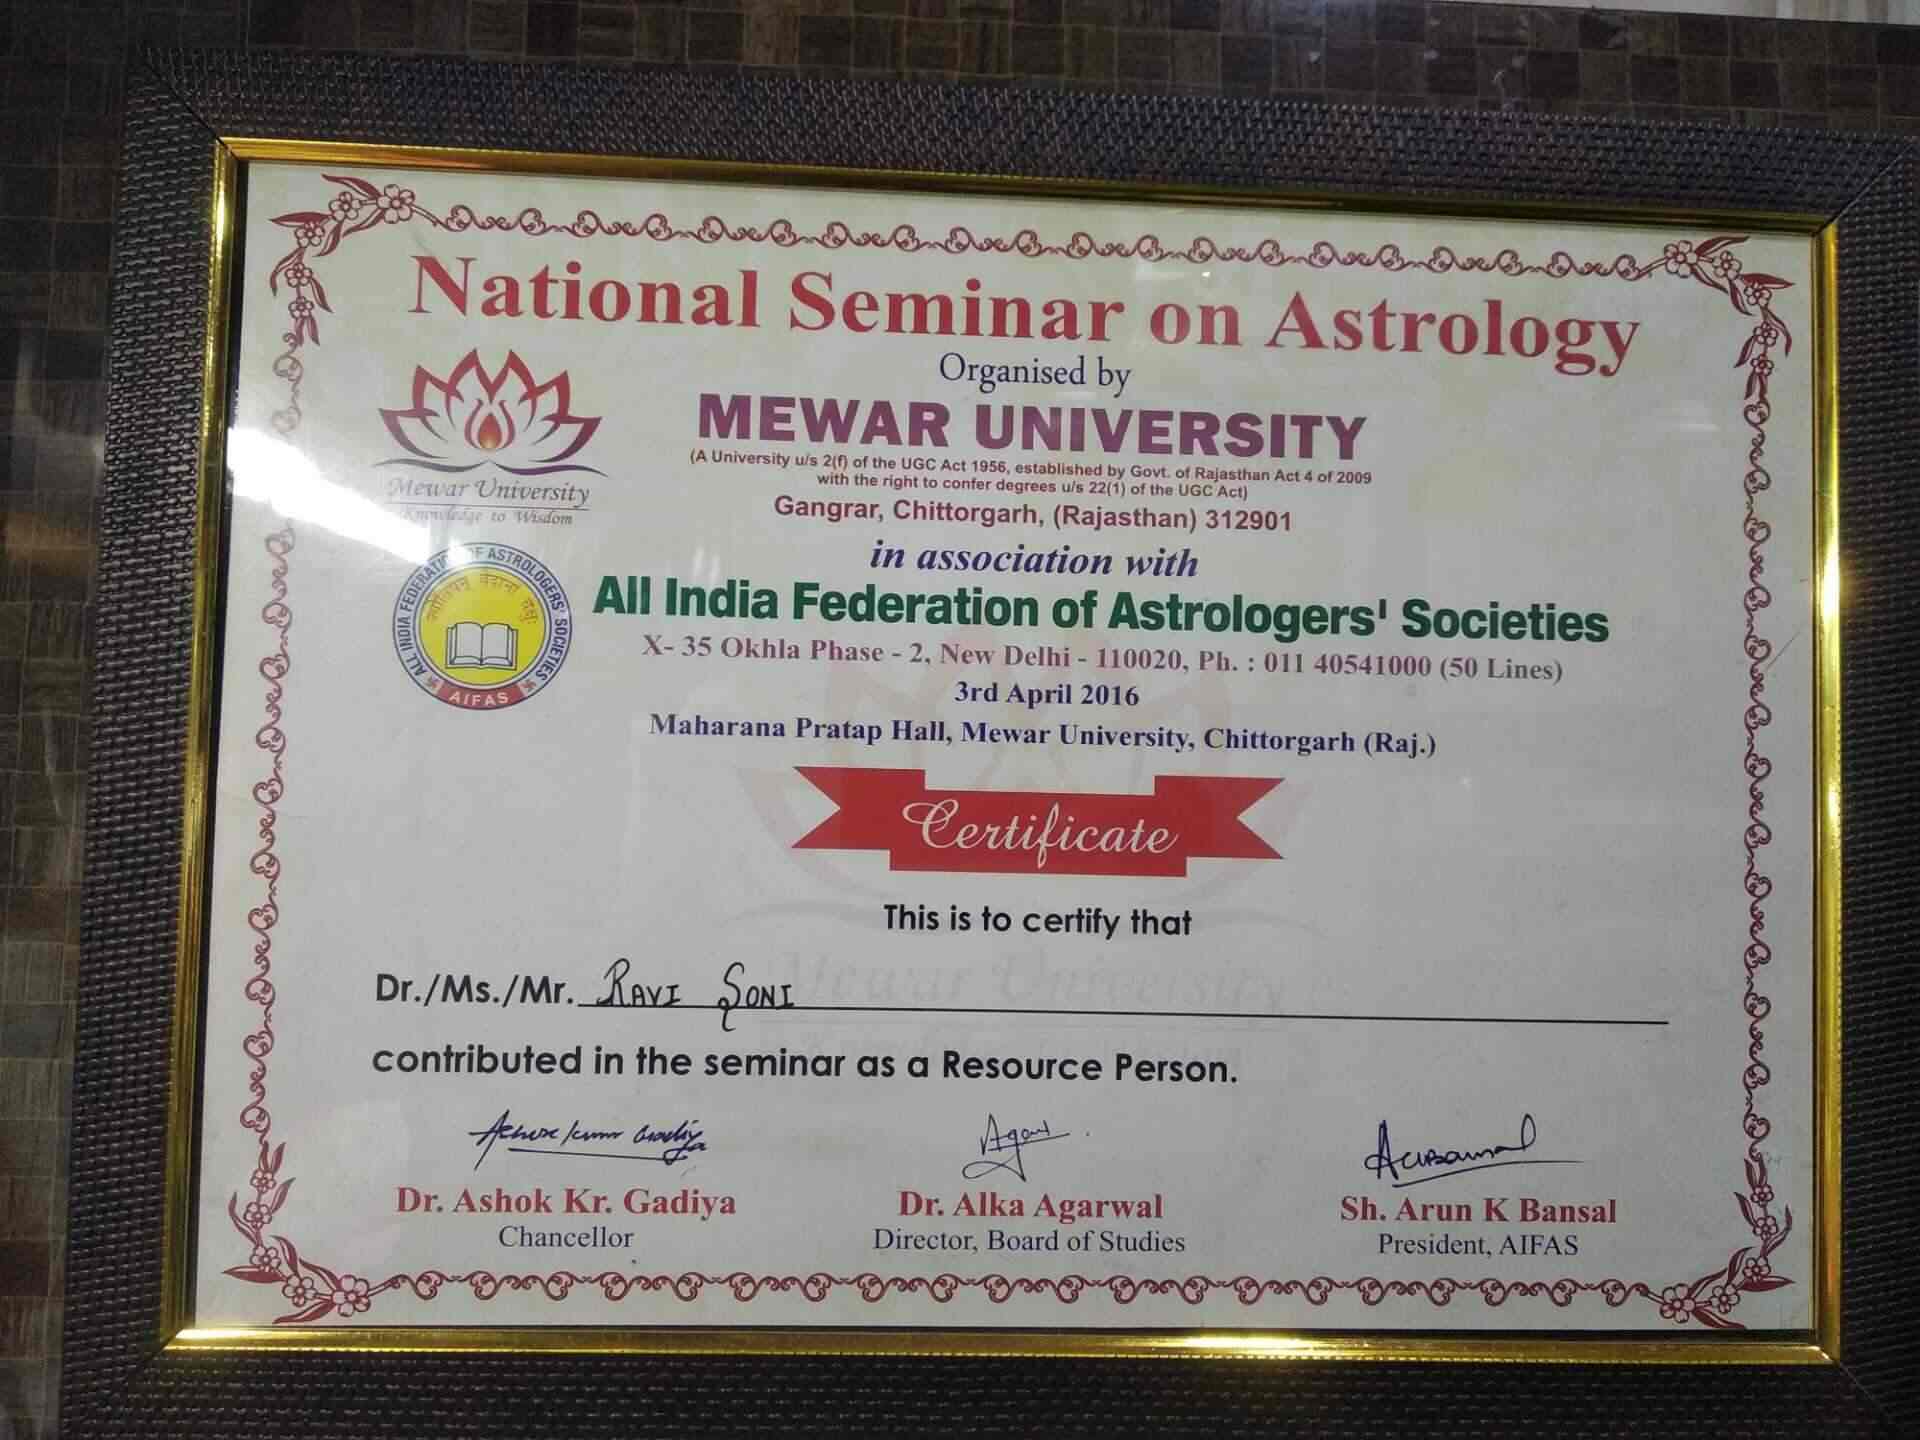 National Seminar on Astrology
Organised by
MEWAR UNIVERSITY
(A University u/s 2(f) of the UGC Act 1956, established by Govt. of Rajasthan Act 4 of 2009
with the right to confer degrees u/s 22(1) of the UGC Act)
Gangrar, Chittorgarh, (Rajasthan) 312901
Mewar University
Knowledge to Wisdom
in association with
All India Federation of Astrologers' Societies
X- 35 Okhla Phase - 2, New Delhi - 110020, Ph. : 011 40541000 (50 Lines)
3rd April 2016
Maharana Pratap Hall, Mewar University, Chittorgarh (Raj.)
ALL INDIA FEDERATION OF ASTROLOGERS' SOCIETIES
AIFAS
Certificate
This is to certify that
Dr./Ms./Mr. RAVI SONI
Mewar University
contributed in the seminar as a Resource Person.
Dr. Ashok Kr. Gadiya
Chancellor
Dr. Alka Agarwal
Director, Board of Studies
Sh. Arun K Bansal
President, AIFAS